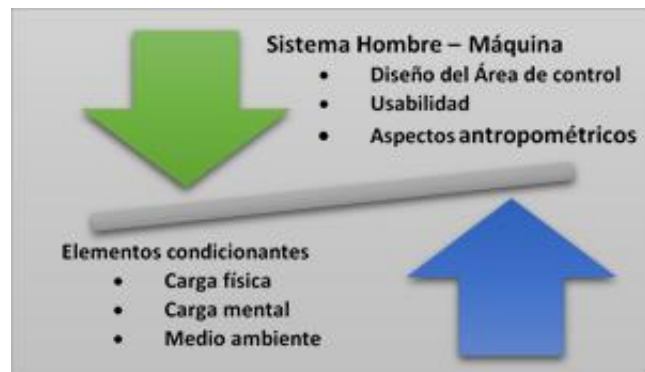 Sistema Hombre – Máquina
• Diseño del Área de control
• Usabilidad
• Aspectos antropométricos
Elementos condicionantes
• Carga física
• Carga mental
• Medio ambiente